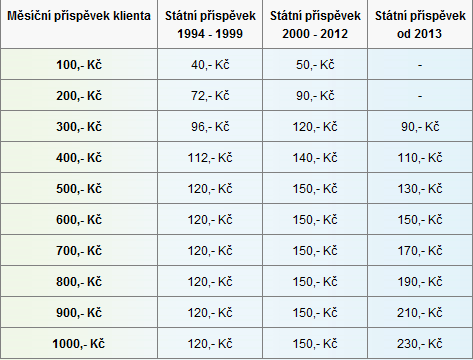 Měsíční příspěvek klienta Státní příspěvek Státní příspěvek Státní příspěvek
1994 - 1999 2000 - 2012 od 2013
100,- Kč 40,- Kč 50,- Kč -
200,- Kč 72,- Kč 90,- Kč -
300,- Kč 96,- Kč 120,- Kč 90,- Kč
400,- Kč 112,- Kč 140,- Kč 110,- Kč
500,- Kč 120,- Kč 150,- Kč 130,- Kč
600,- Kč 120,- Kč 150,- Kč 150,- Kč
700,- Kč 120,- Kč 150,- Kč 170,- Kč
800,- Kč 120,- Kč 150,- Kč 190,- Kč
900,- Kč 120,- Kč 150,- Kč 210,- Kč
1000,- Kč 120,- Kč 150,- Kč 230,- Kč